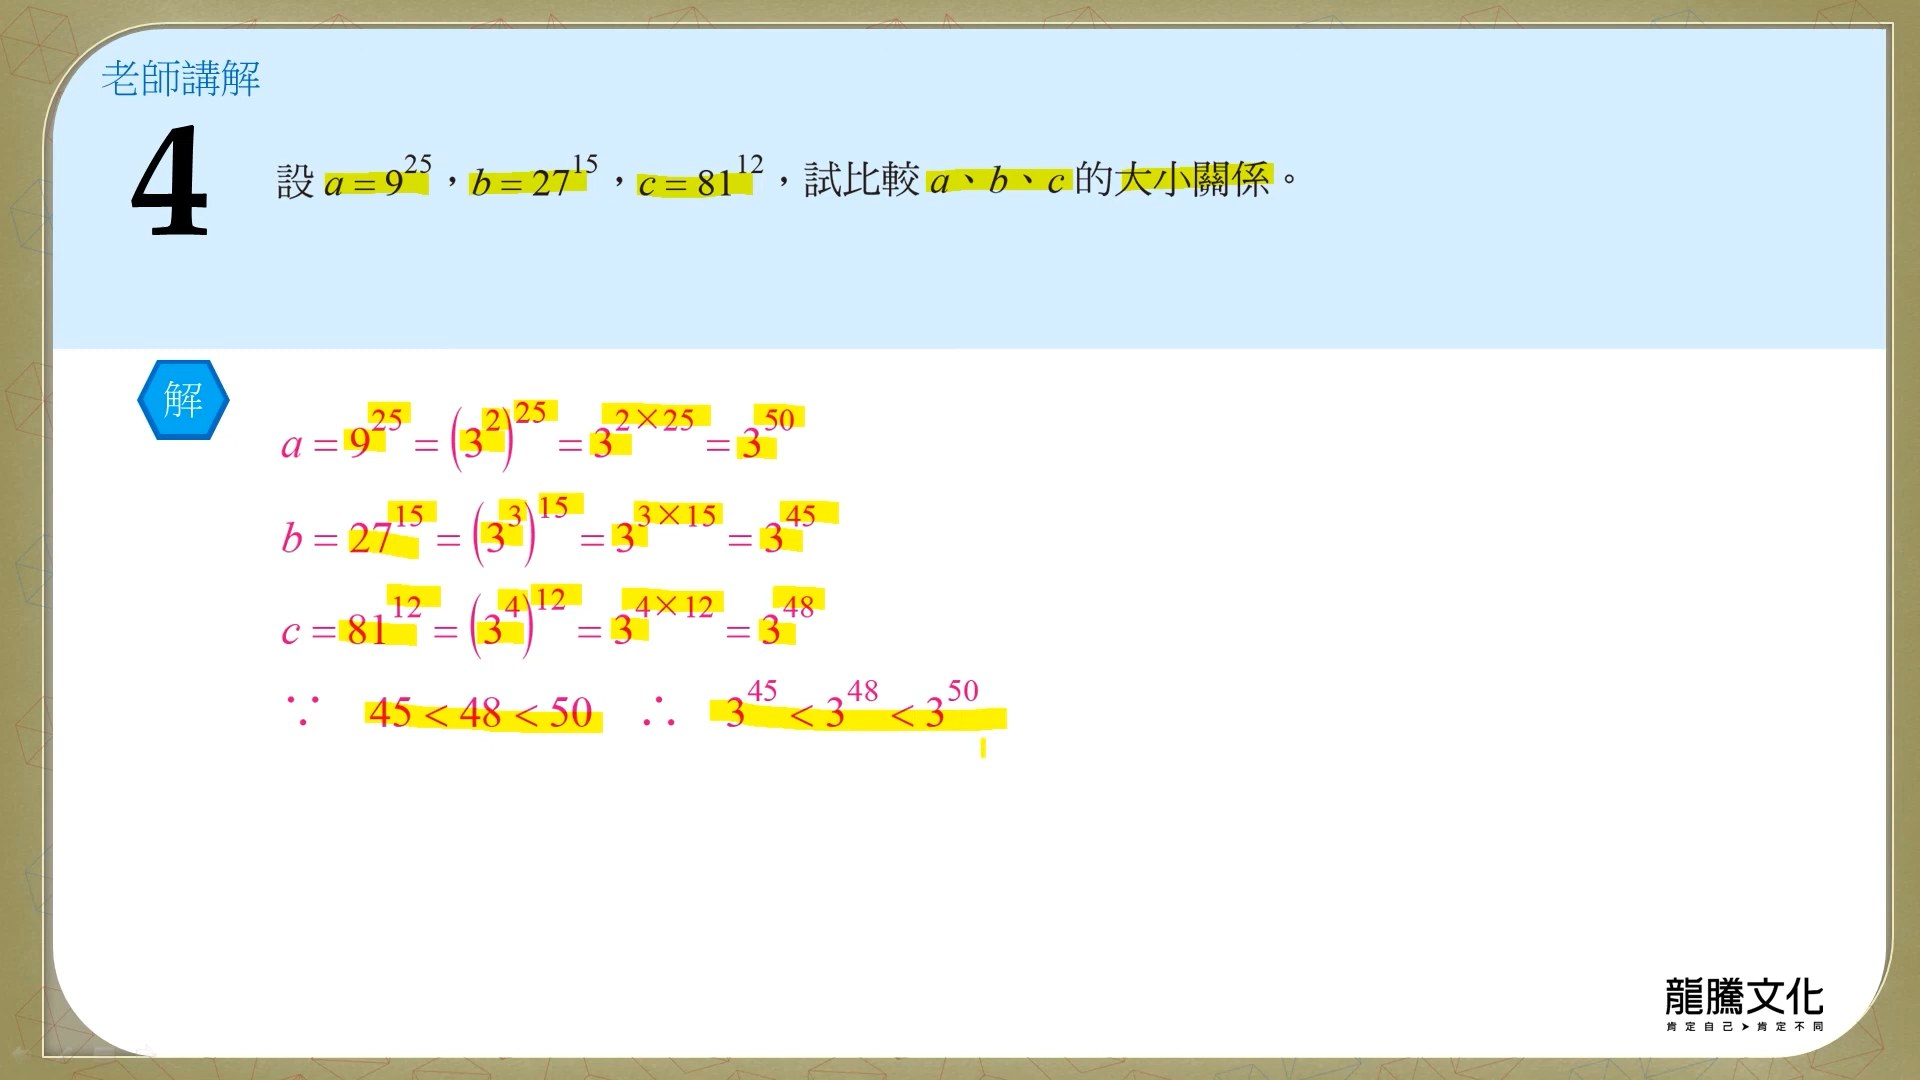 老師講解
4
設 a = 9^25，b = 27^15，c = 81^12，試比較 a、b、c 的大小關係。
解
a = 9^25 = (3^2)^25 = 3^(2×25) = 3^50
b = 27^15 = (3^3)^15 = 3^(3×15) = 3^45
c = 81^12 = (3^4)^12 = 3^(4×12) = 3^48
∵ 45 < 48 < 50 ∴ 3^45 < 3^48 < 3^50
龍騰文化
肯定自己➤肯定不同